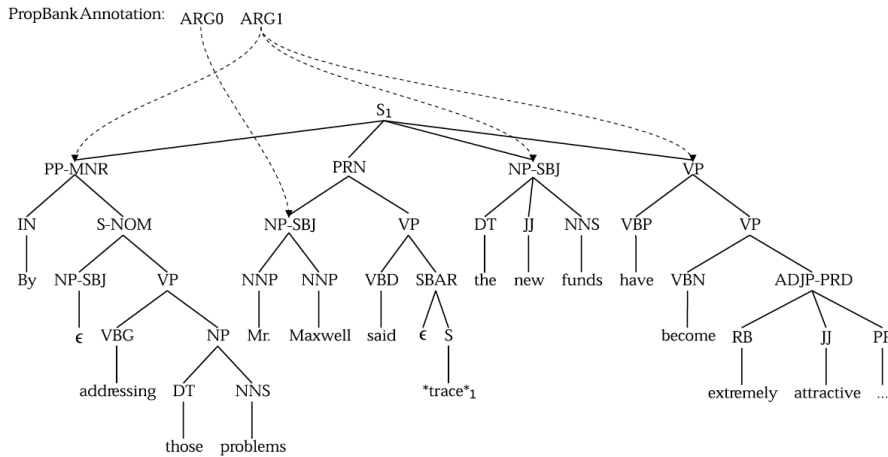 PropBank Annotation: ARG0 ARG1
S1
PP-MNR PRN NP-SBJ VP
IN S-NOM NP-SBJ VP DT JJ NNS VBP VP
By NP-SBJ VP NNP NNP VBD SBAR the new funds have VBN ADJP-PRD
ϵ VBG NP Mr. Maxwell said ϵ S become RB JJ
addressing DT NNS *trace*1 extremely attractive ...
those problems